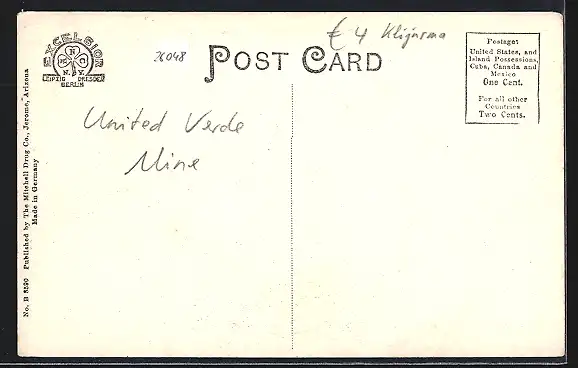 EXCELSIOR
N
N.Y.
LEIPZIG DRESDEN
BERLIN
26048
€ 4
POST CARD
Postage:
United States, and
Island Possessions,
Cuba, Canada and
Mexico
One Cent.
For all other
Countries
Two Cents.
United Verde
Mine
No. B 8590 Published by The Mitchell Drug Co., Jerome, Arizona
Made in Germany